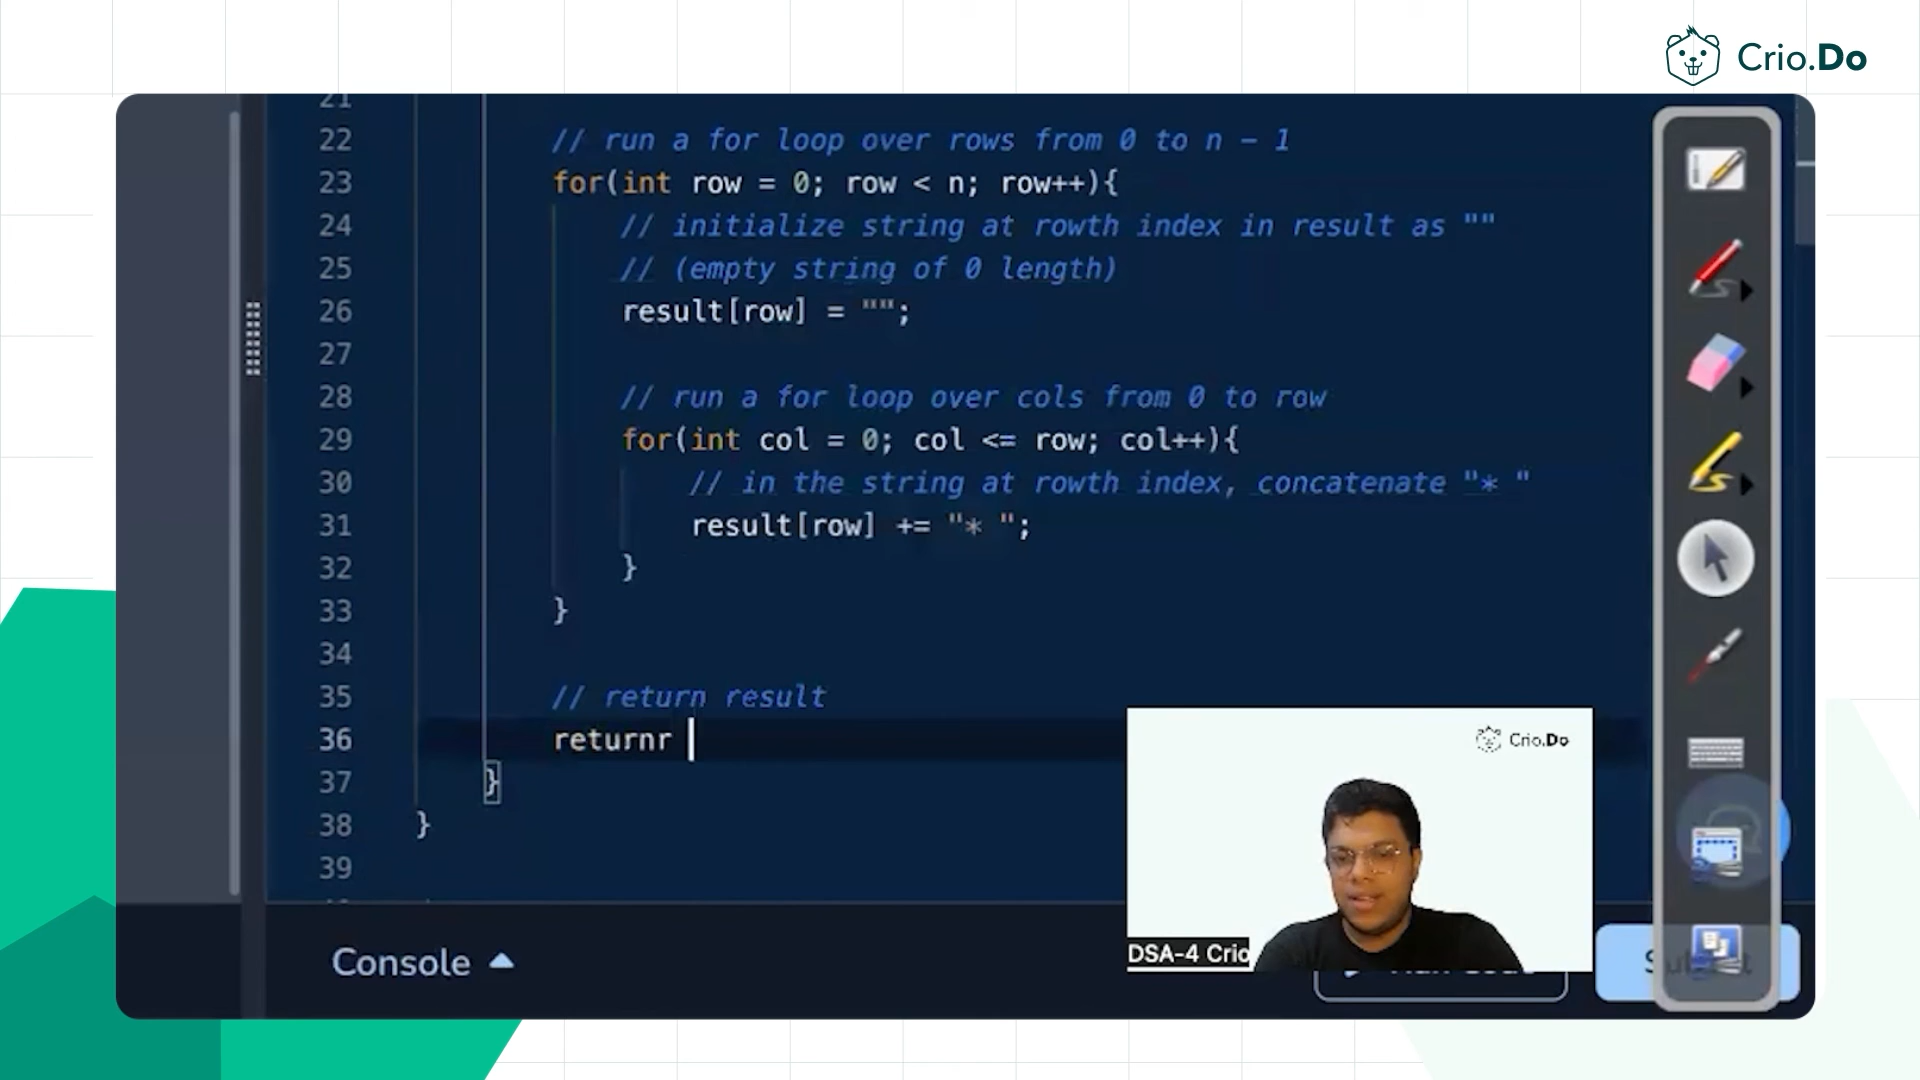 Crio.Do
21
22 // run a for loop over rows from 0 to n - 1
23 for(int row = 0; row < n; row++){
24 // initialize string at rowth index in result as ""
25 // (empty string of 0 length)
26 result[row] = "";
27
28 // run a for loop over cols from 0 to row
29 for(int col = 0; col <= row; col++){
30 // in the string at rowth index, concatenate "* "
31 result[row] += "* ";
32 }
33 }
34
35 // return result
36 returnr
37 }
38 }
39
Crio.Do
DSA-4 Crio
Console